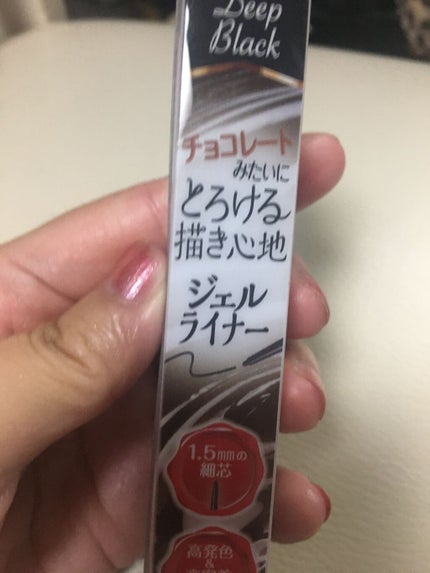 Deep
Black
チョコレート
みたいに
とろける
描き心地
ジェル
ライナー
1.5mmの
細芯
高発色
&